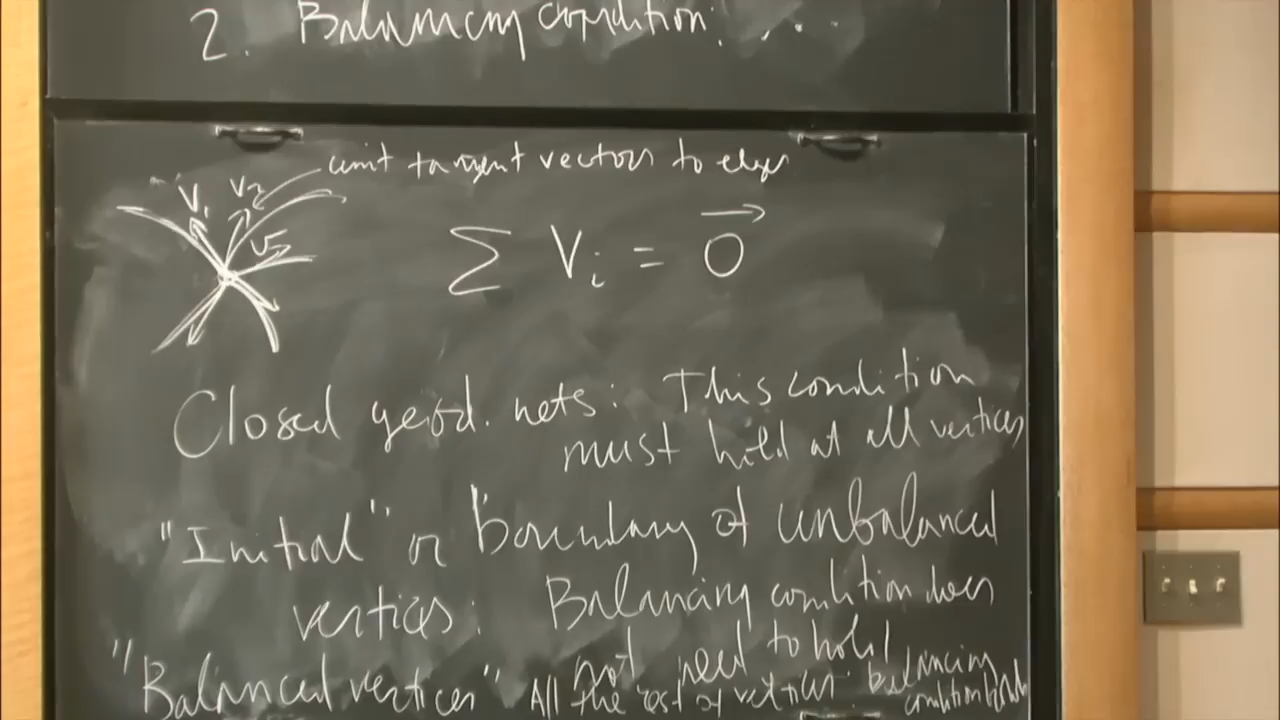 2. Balancing condition: ...
unit tangent vectors to edges
V1 V2
V5
∑ Vi = 0⃗
Closed geod. nets: This condition
must hold at all vertices
"Initial" or Boundary of unbalanced
vertices: Balancing condition does
not need to hold
"Balanced vertices" All the rest of vertices balancing
condition holds